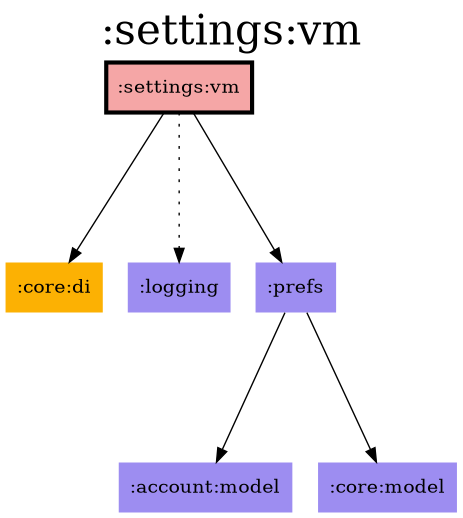 :settings:vm
:settings:vm
:core:di
:logging
:prefs
:account:model
:core:model